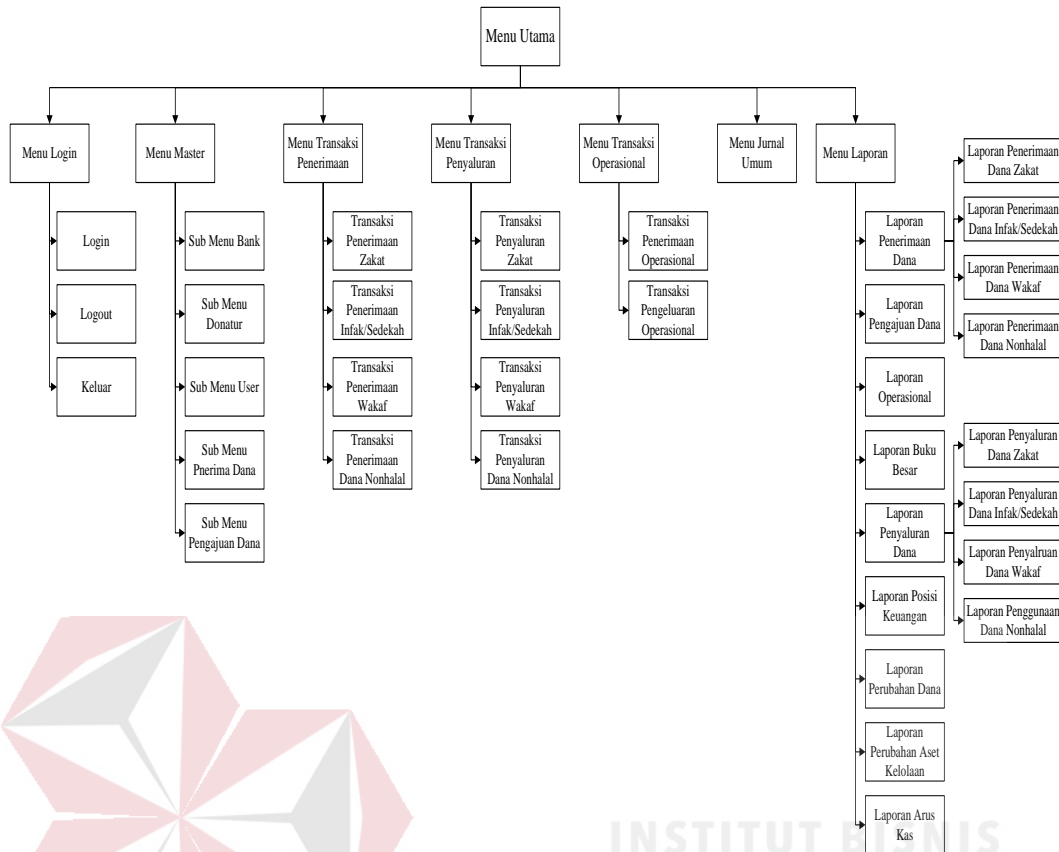 Menu Utama
Menu Login
Menu Master
Menu Transaksi
Penerimaan
Menu Transaksi
Penyaluran
Menu Transaksi
Operasional
Menu Jurnal
Umum
Menu Laporan
Login
Logout
Keluar
Sub Menu Bank
Sub Menu
Donatur
Sub Menu User
Sub Menu
Pnerima Dana
Sub Menu
Pengajuan Dana
Transaksi
Penerimaan
Zakat
Transaksi
Penerimaan
Infak/Sedekah
Transaksi
Penerimaan
Wakaf
Transaksi
Penerimaan
Dana Nonhalal
Transaksi
Penyaluran
Zakat
Transaksi
Penyaluran
Infak/Sedekah
Transaksi
Penyaluran
Wakaf
Transaksi
Penyaluran
Dana Nonhalal
Transaksi
Penerimaan
Operasional
Transaksi
Pengeluaran
Operasional
Laporan
Penerimaan
Dana
Laporan
Pengajuan Dana
Laporan
Operasional
Laporan Buku
Besar
Laporan
Penyaluran
Dana
Laporan Posisi
Keuangan
Laporan
Perubahan Dana
Laporan
Perubahan Aset
Kelolaan
Laporan Arus
Kas
Laporan Penerimaan
Dana Zakat
Laporan Penerimaan
Dana Infak/Sedekah
Laporan Penerimaan
Dana Wakaf
Laporan Penerimaan
Dana Nonhalal
Laporan Penyaluran
Dana Zakat
Laporan Penyaluran
Dana Infak/Sedekah
Laporan Penyalruan
Dana Wakaf
Laporan Penggunaan
Dana Nonhalal
INSTITUT BISNIS